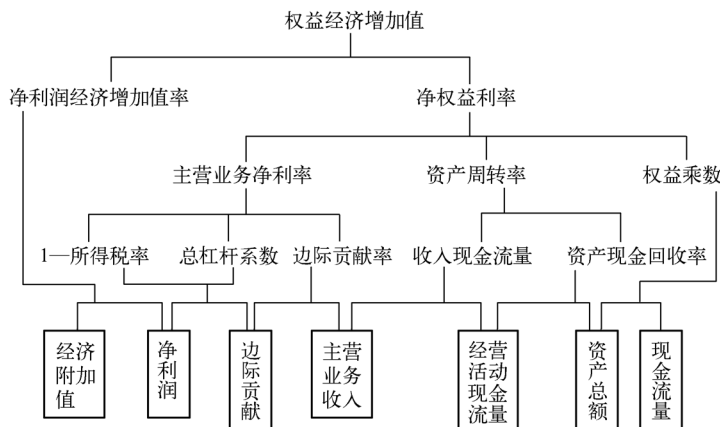 权益经济增加值
净利润经济增加值率
净权益利率
主营业务净利率
资产周转率
权益乘数
1—所得税率
总杠杆系数
边际贡献率
收入现金流量
资产现金回收率
经济
附加
值
净
利
润
边
际
贡
献
主营
业务
收入
经营
活动
现金
流量
资
产
总
额
现
金
流
量